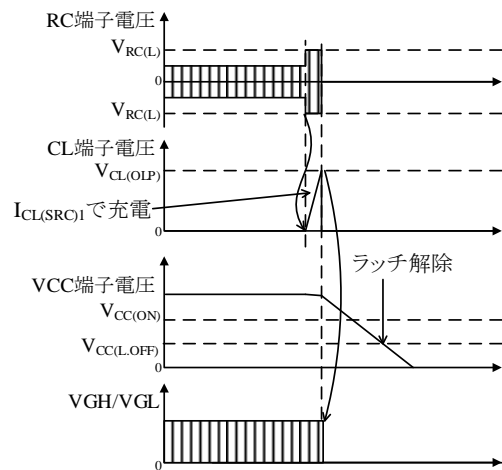 RC端子電圧
VRC(L)
0
VRC(L)
CL端子電圧
VCL(OLP)
ICL(SRC)1で充電
0
ラッチ解除
VCC端子電圧
VCC(ON)
VCC(L.OFF)
0
VGH/VGL
0